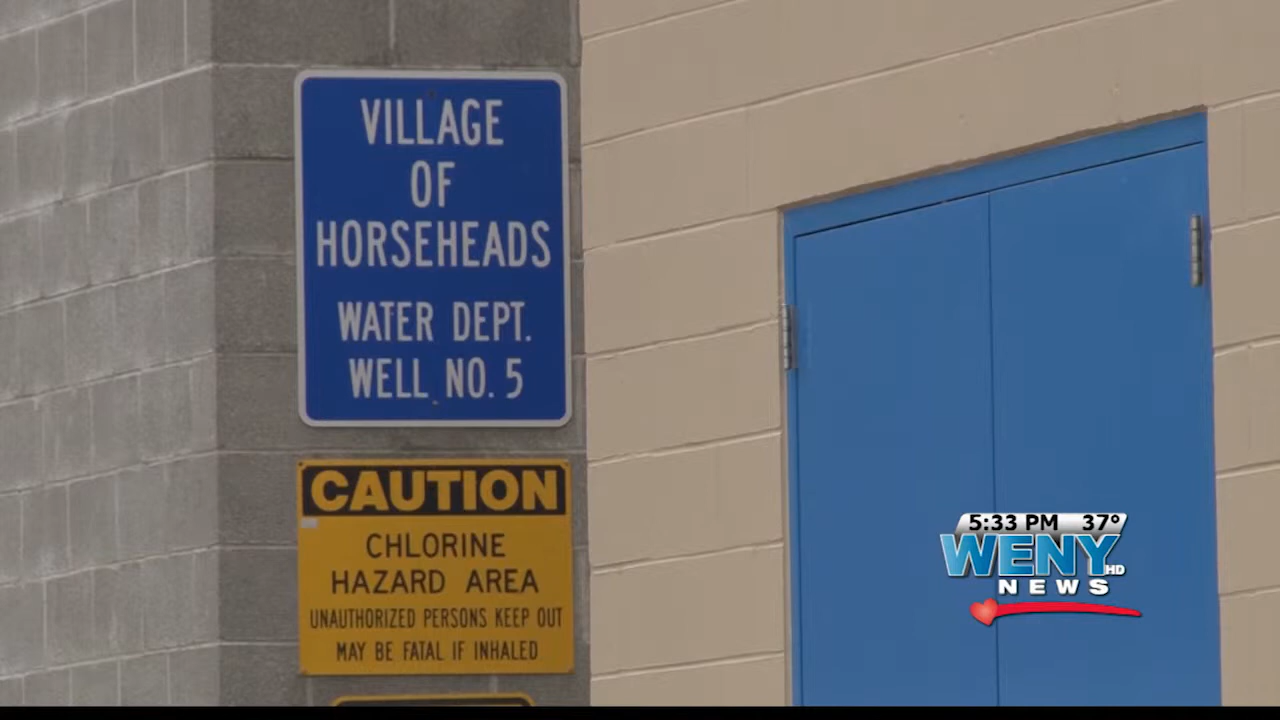 VILLAGE
OF
HORSEHEADS
WATER DEPT.
WELL NO. 5
CAUTION
CHLORINE
HAZARD AREA
UNAUTHORIZED PERSONS KEEP OUT
MAY BE FATAL IF INHALED
5:33 PM 37°
WENY HD
NEWS